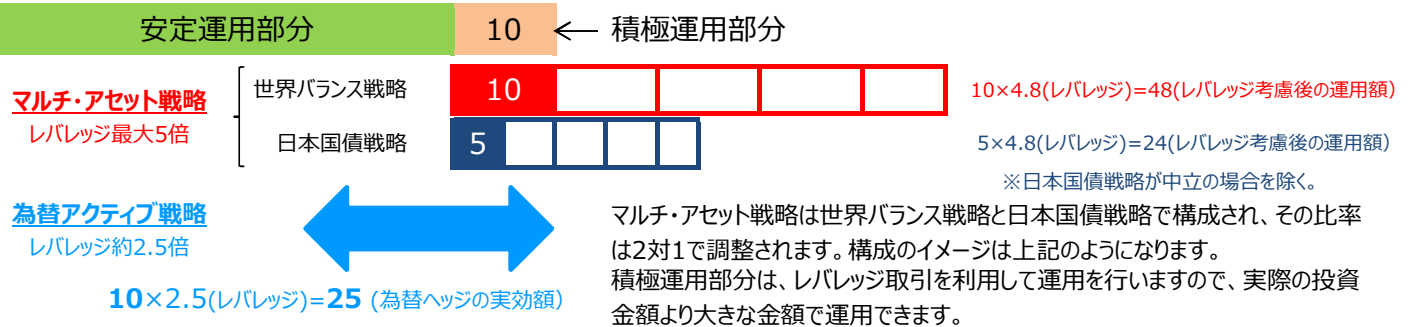 安定運用部分 10 ← 積極運用部分
マルチ・アセット戦略
レバレッジ最大5倍
世界バランス戦略 10 10×4.8(レバレッジ)=48(レバレッジ考慮後の運用額)
日本国債戦略 5 5×4.8(レバレッジ)=24(レバレッジ考慮後の運用額)
※日本国債戦略が中立の場合を除く。
為替アクティブ戦略
レバレッジ約2.5倍
10×2.5(レバレッジ)=25 (為替ヘッジの実効額)
マルチ・アセット戦略は世界バランス戦略と日本国債戦略で構成され、その比率
は2対1で調整されます。構成のイメージは上記のようになります。
積極運用部分は、レバレッジ取引を利用して運用を行いますので、実際の投資
金額より大きな金額で運用できます。